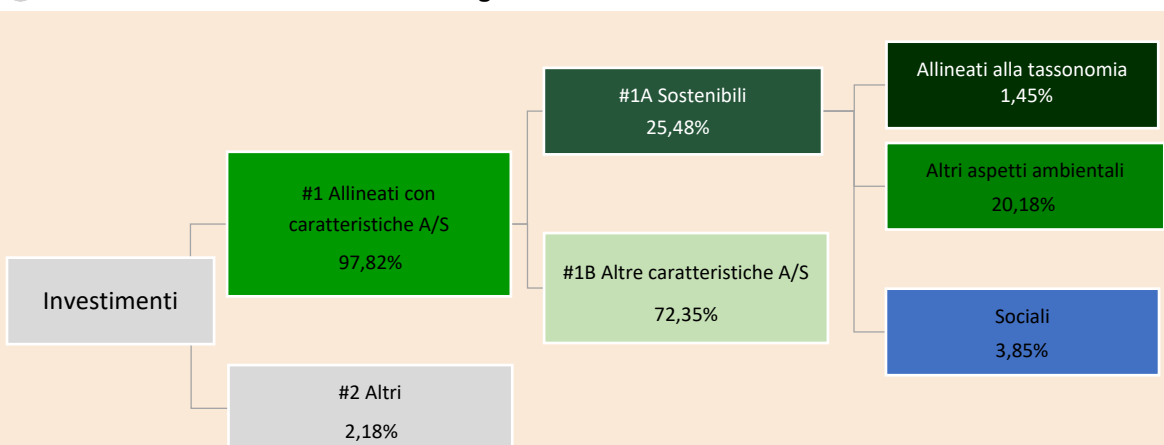 Investimenti
#1 Allineati con
caratteristiche A/S
97,82%
#2 Altri
2,18%
#1A Sostenibili
25,48%
#1B Altre caratteristiche A/S
72,35%
Allineati alla tassonomia
1,45%
Altri aspetti ambientali
20,18%
Sociali
3,85%